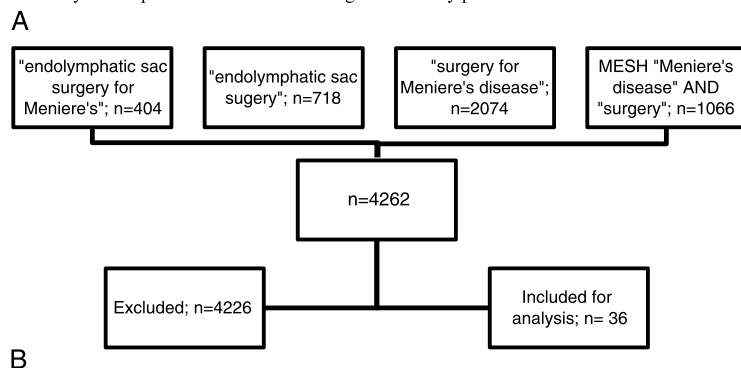 A
"endolymphatic sac
surgery for
Meniere's"; n=404
"endolymphatic sac
sugery"; n=718
"surgery for
Meniere's disease";
n=2074
MESH "Meniere's
disease" AND
"surgery"; n=1066
n=4262
Excluded; n=4226
Included for
analysis; n= 36
B